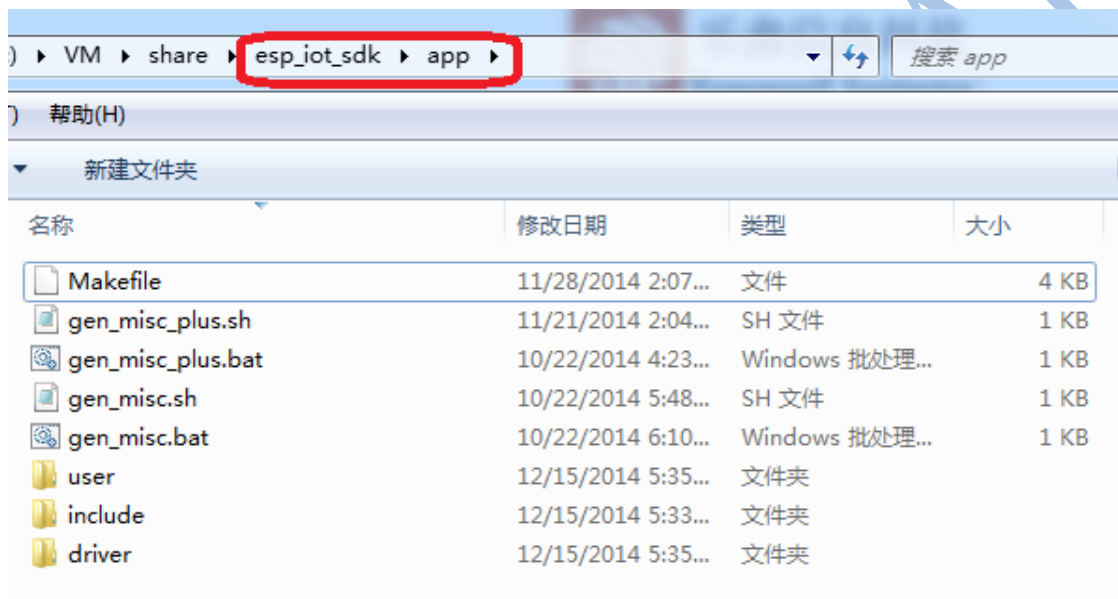 ) ▸ VM ▸ share ▸ esp_iot_sdk ▸ app ▸ 搜索 app
) 帮助(H)
新建文件夹
名称 修改日期 类型 大小
Makefile 11/28/2014 2:07... 文件 4 KB
gen_misc_plus.sh 11/21/2014 2:04... SH 文件 1 KB
gen_misc_plus.bat 10/22/2014 4:23... Windows 批处理... 1 KB
gen_misc.sh 10/22/2014 5:48... SH 文件 1 KB
gen_misc.bat 10/22/2014 6:10... Windows 批处理... 1 KB
user 12/15/2014 5:35... 文件夹
include 12/15/2014 5:33... 文件夹
driver 12/15/2014 5:35... 文件夹